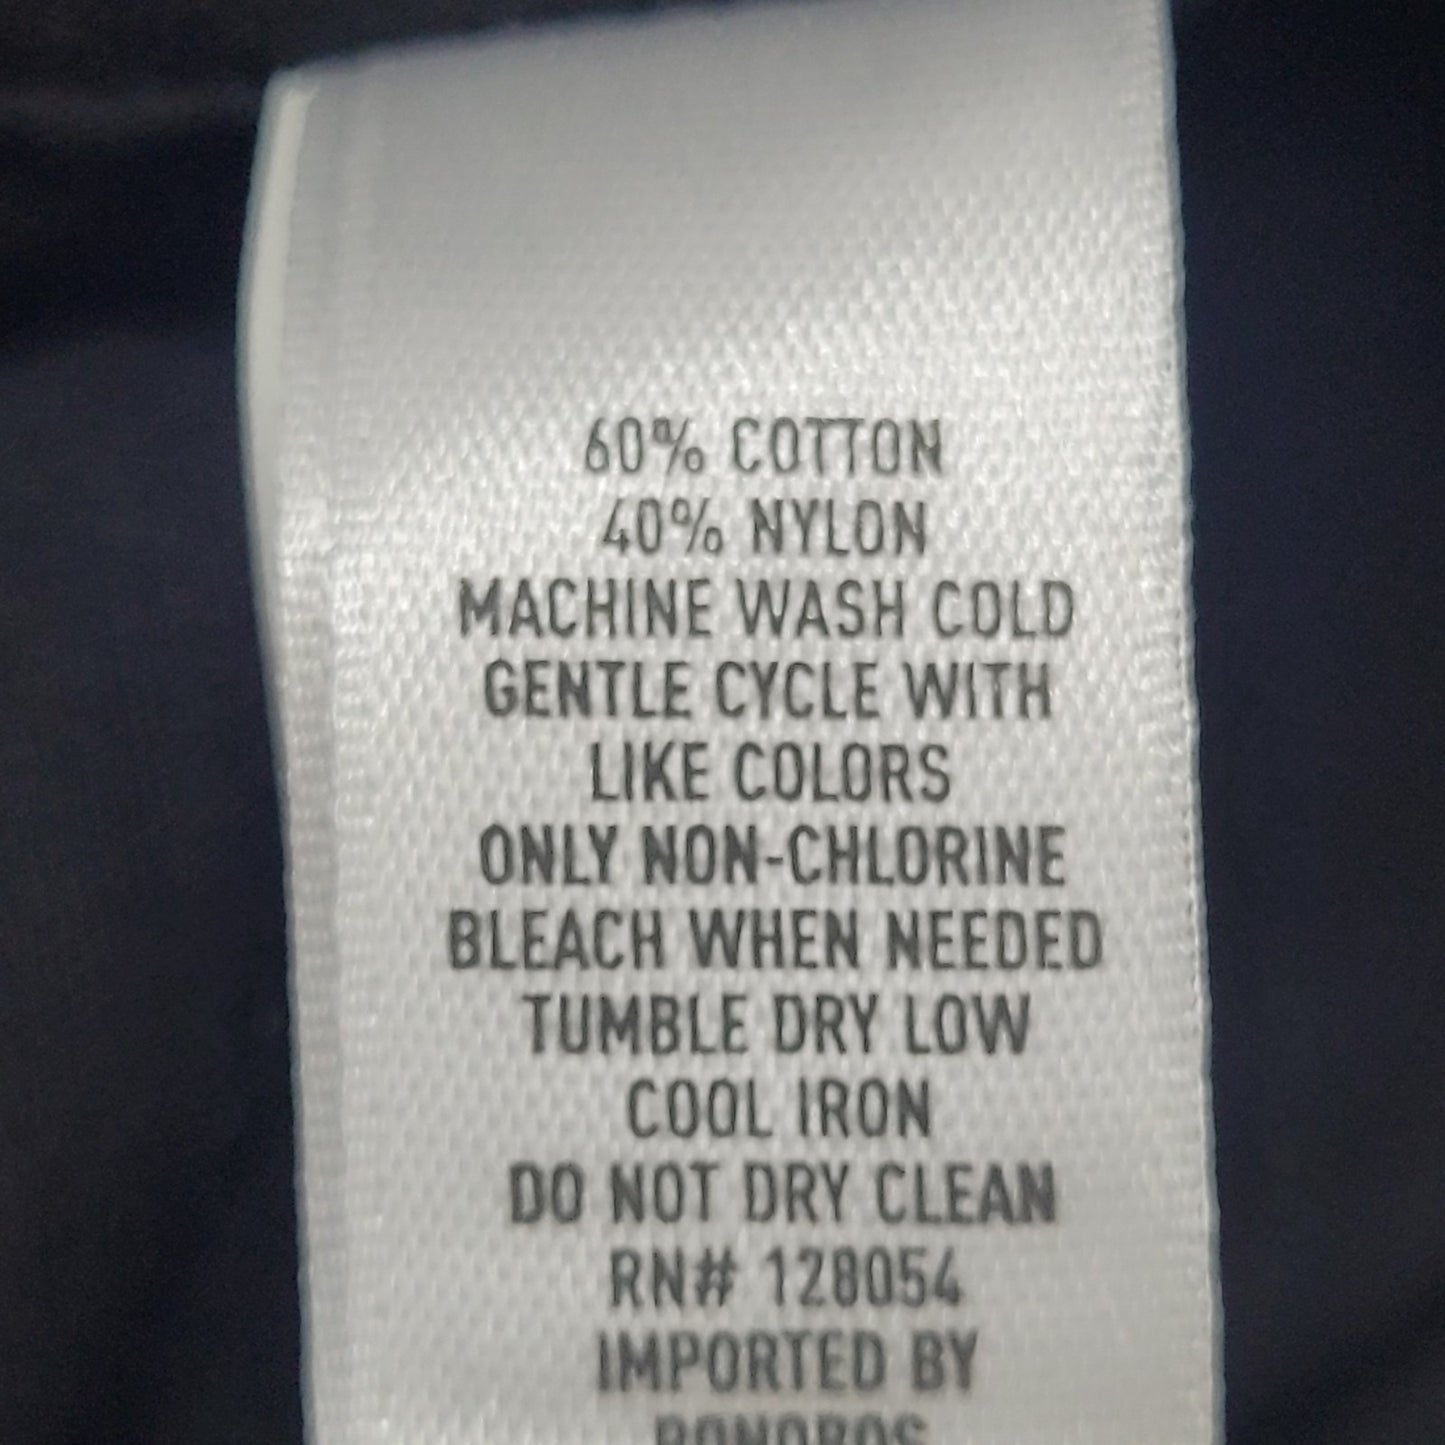 60% COTTON
40% NYLON
MACHINE WASH COLD
GENTLE CYCLE WITH
LIKE COLORS
ONLY NON-CHLORINE
BLEACH WHEN NEEDED
TUMBLE DRY LOW
COOL IRON
DO NOT DRY CLEAN
RN# 128054
IMPORTED BY
BONOBOS